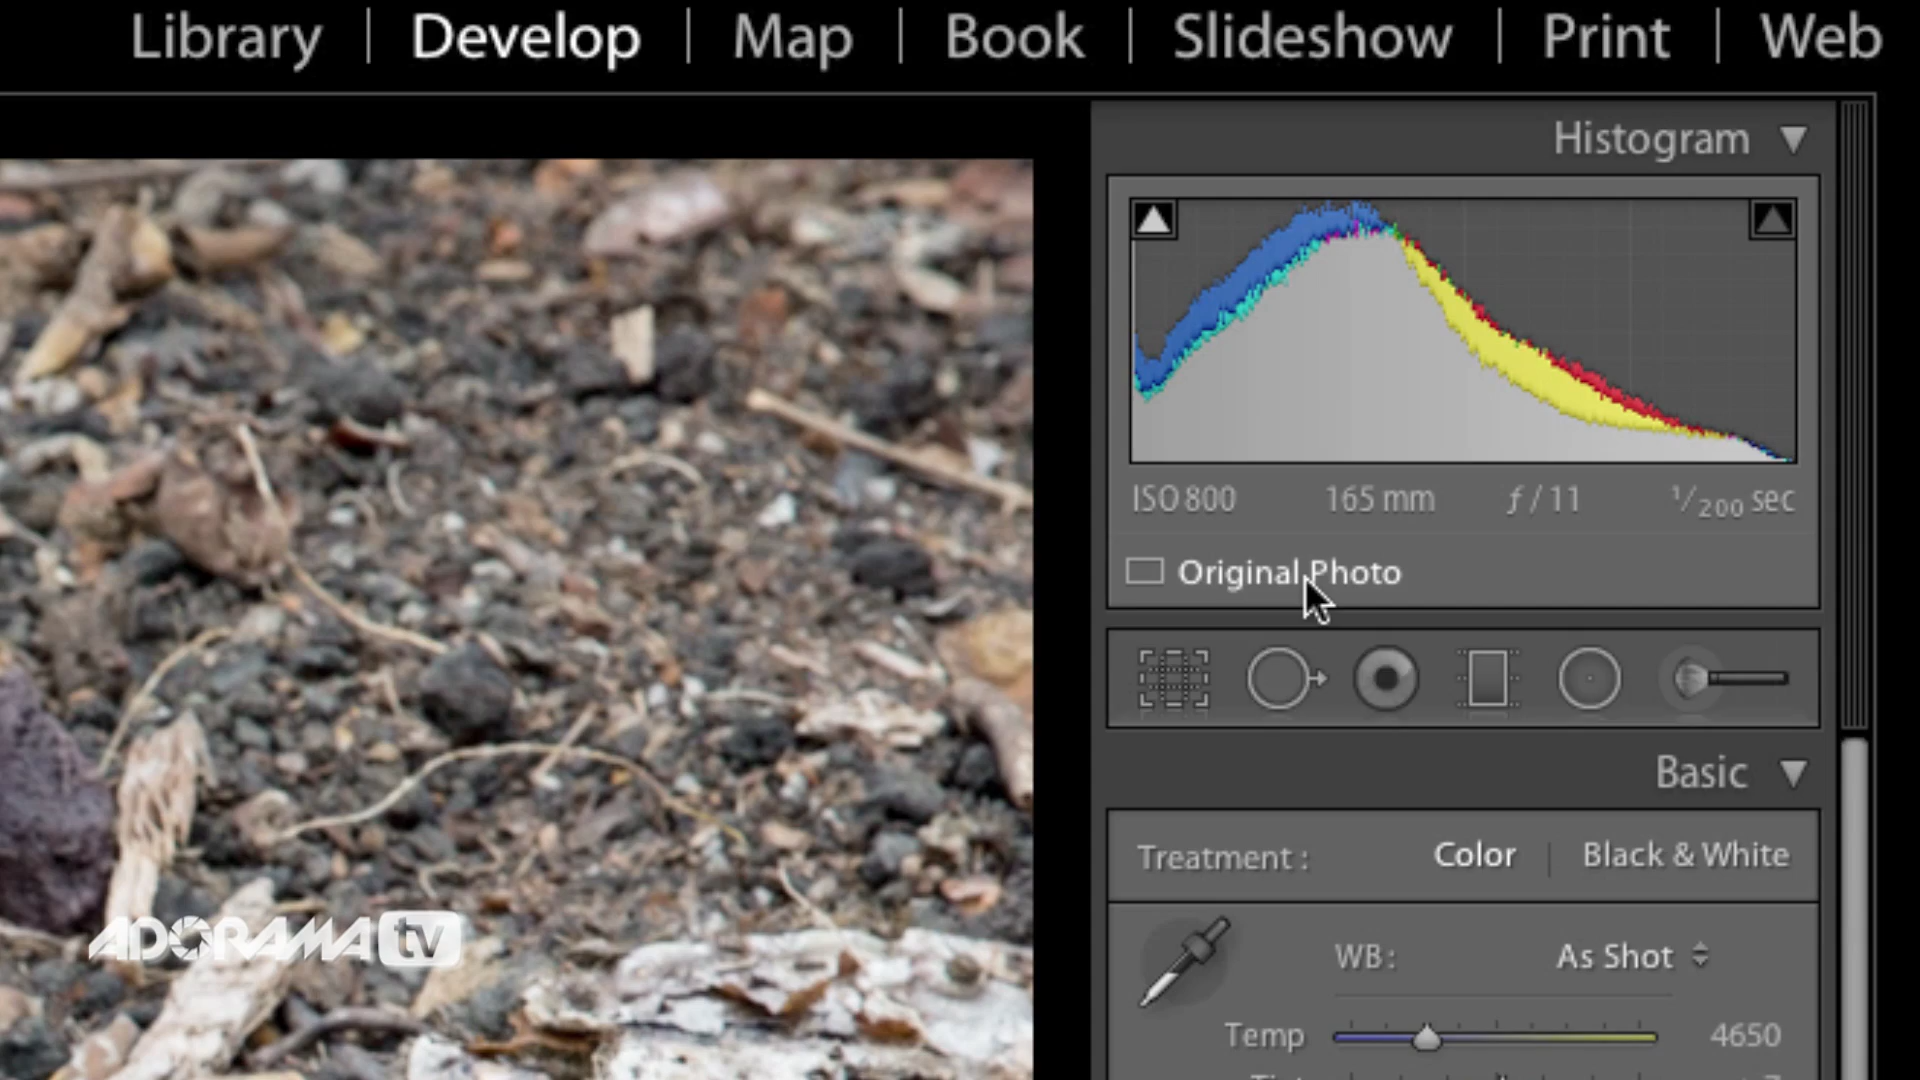 Library | Develop | Map | Book | Slideshow | Print | Web
Histogram
ISO 800 165 mm ƒ / 11 1/200 sec
Original Photo
Basic
Treatment : Color | Black & White
WB : As Shot
Temp 4650
ADORAMA tv